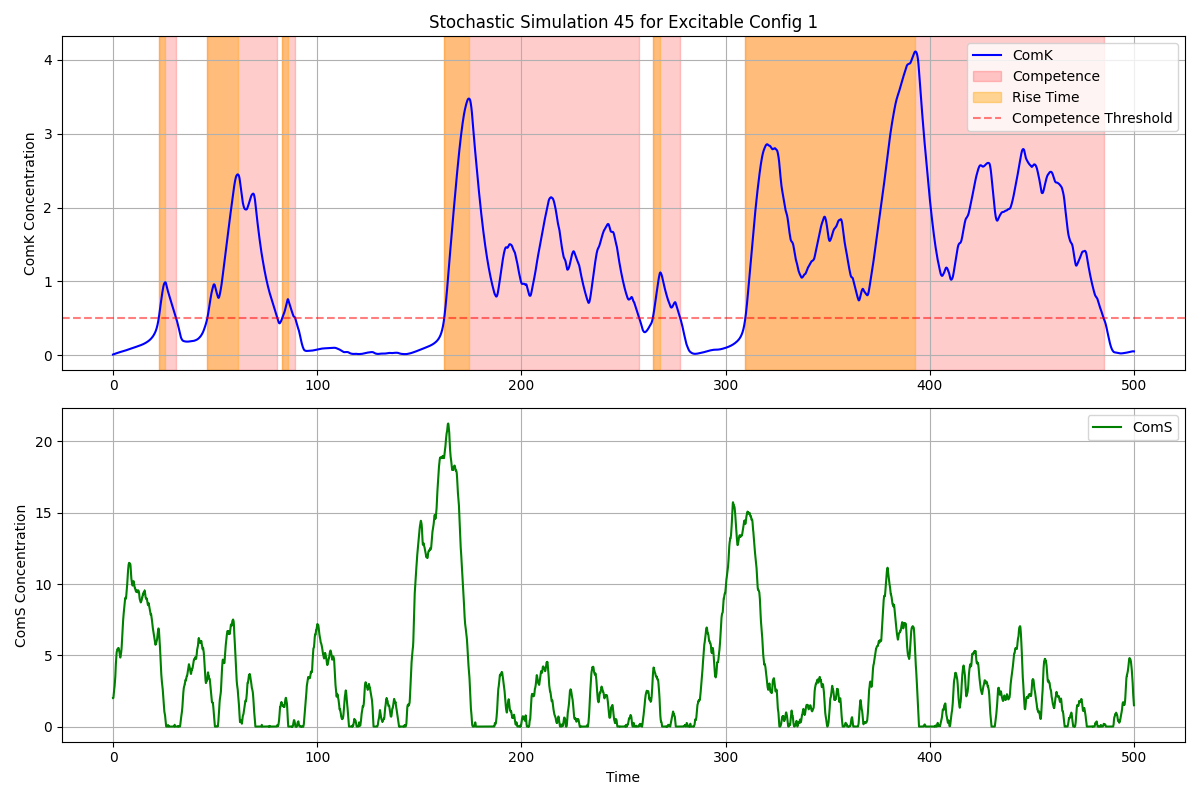 Stochastic Simulation 45 for Excitable Config 1
ComK Concentration
4
3
2
1
0
ComK
Competence
Rise Time
Competence Threshold
0 100 200 300 400 500
ComS Concentration
20
15
10
5
0
ComS
0 100 200 300 400 500
Time